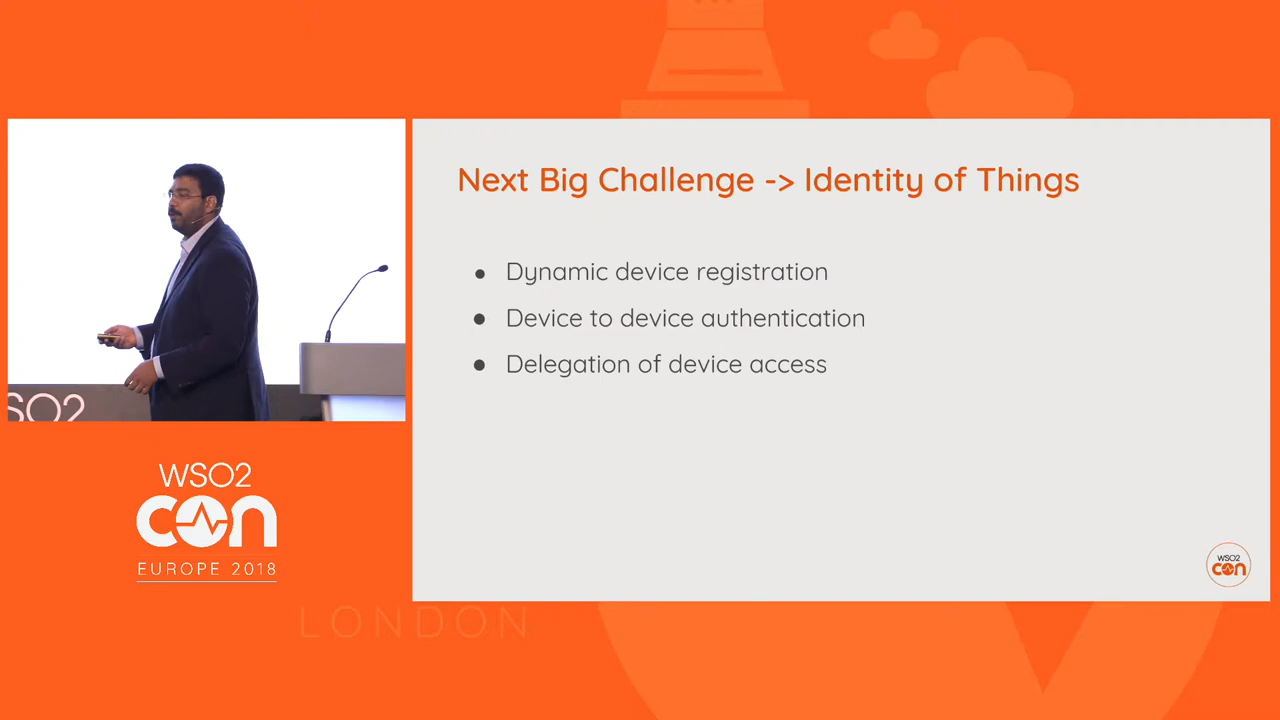 Next Big Challenge -> Identity of Things
● Dynamic device registration
● Device to device authentication
● Delegation of device access
SO2
WSO2
con
EUROPE 2018
LONDON
WSO2
con